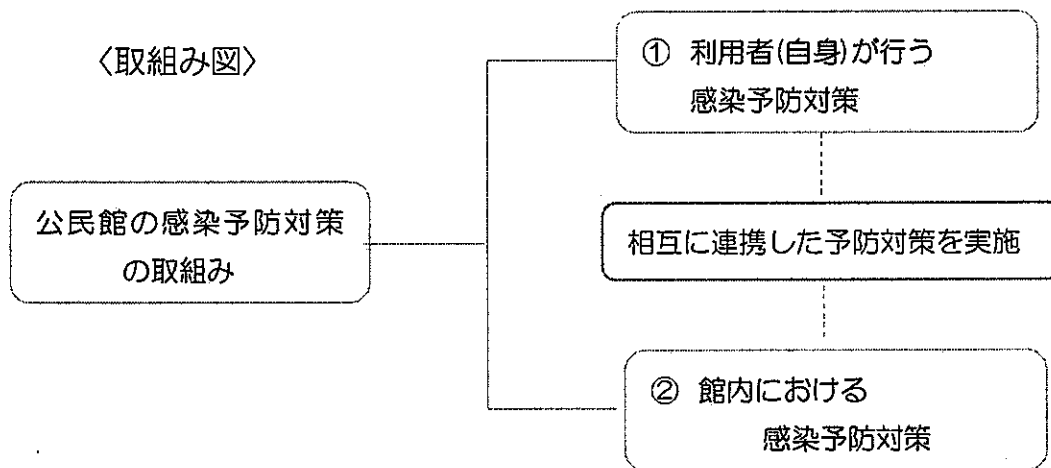 〈取組み図〉
① 利用者(自身)が行う
感染予防対策
公民館の感染予防対策
の取組み
相互に連携した予防対策を実施
② 館内における
感染予防対策